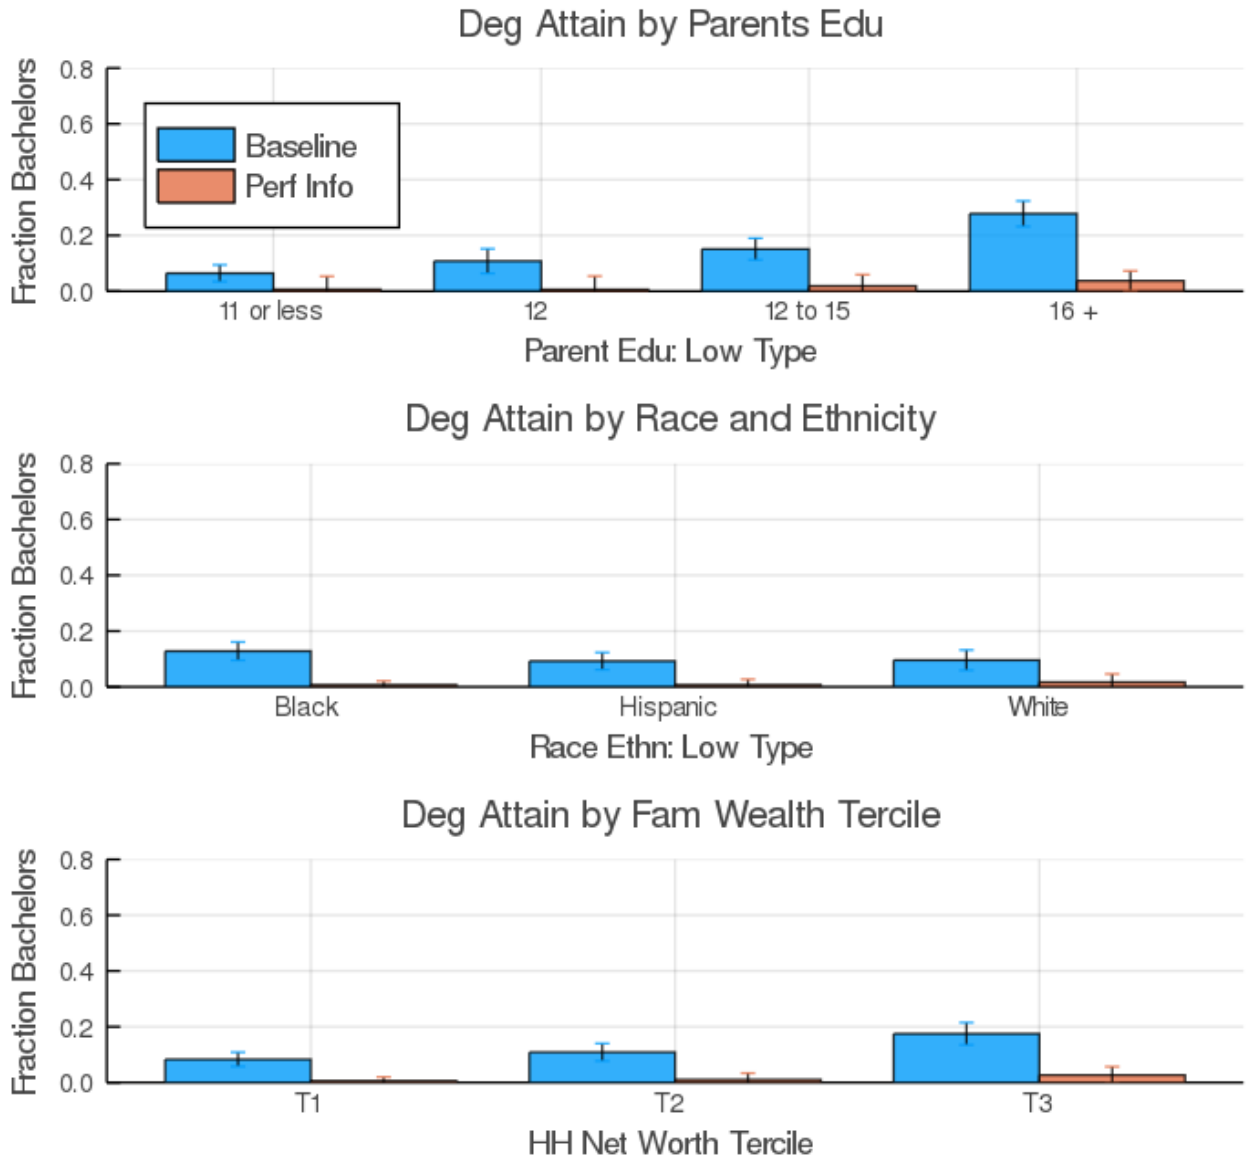 Deg Attain by Parents Edu
Fraction Bachelors
0.8
0.6
0.4
0.2
0.0
Baseline
Perf Info
11 or less
12
12 to 15
16 +
Parent Edu: Low Type
Deg Attain by Race and Ethnicity
Fraction Bachelors
0.8
0.6
0.4
0.2
0.0
Black
Hispanic
White
Race Ethn: Low Type
Deg Attain by Fam Wealth Tercile
Fraction Bachelors
0.8
0.6
0.4
0.2
0.0
T1
T2
T3
HH Net Worth Tercile